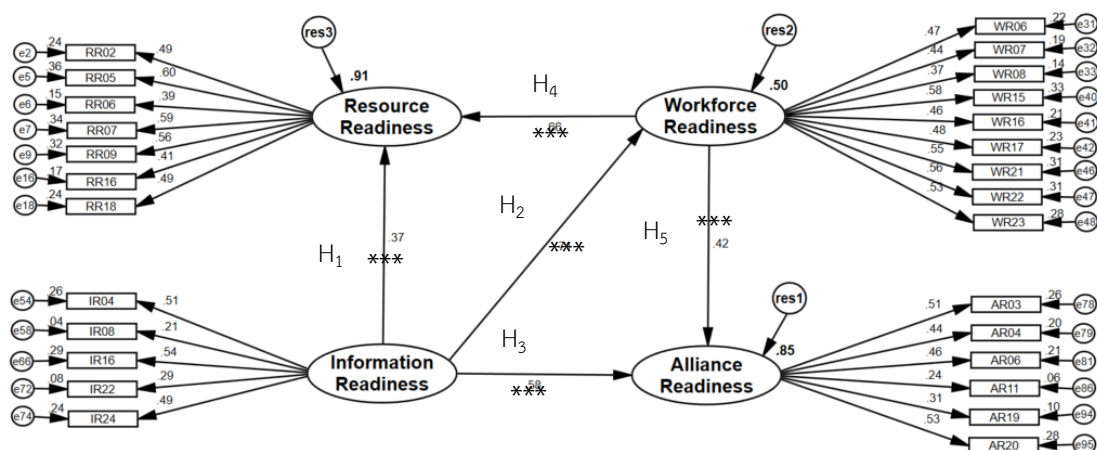 res3
.91
Resource
Readiness
e2 .24 RR02 .49
e5 .36 RR05 .60
e6 .15 RR06 .39
e7 .34 RR07 .59
e9 .32 RR09 .56
e16 .17 RR16 .41
e18 .24 RR18 .49
H4
.66
***
res2
.50
Workforce
Readiness
.47 WR06 .22 e31
.44 WR07 .19 e32
.37 WR08 .14 e33
.58 WR15 .33 e40
.46 WR16 .21 e41
.48 WR17 .23 e42
.55 WR21 .31 e46
.56 WR22 .31 e47
.53 WR23 .28 e48
H2
***
H5
***
.42
H1
.37
***
e54 .26 IR04 .51
e58 .04 IR08 .21
e66 .29 IR16 .54
e72 .08 IR22 .29
e74 .24 IR24 .49
Information
Readiness
H3
.58
***
res1
.85
Alliance
Readiness
.51 AR03 .26 e78
.44 AR04 .20 e79
.46 AR06 .21 e81
.24 AR11 .06 e86
.31 AR19 .10 e94
.53 AR20 .28 e95